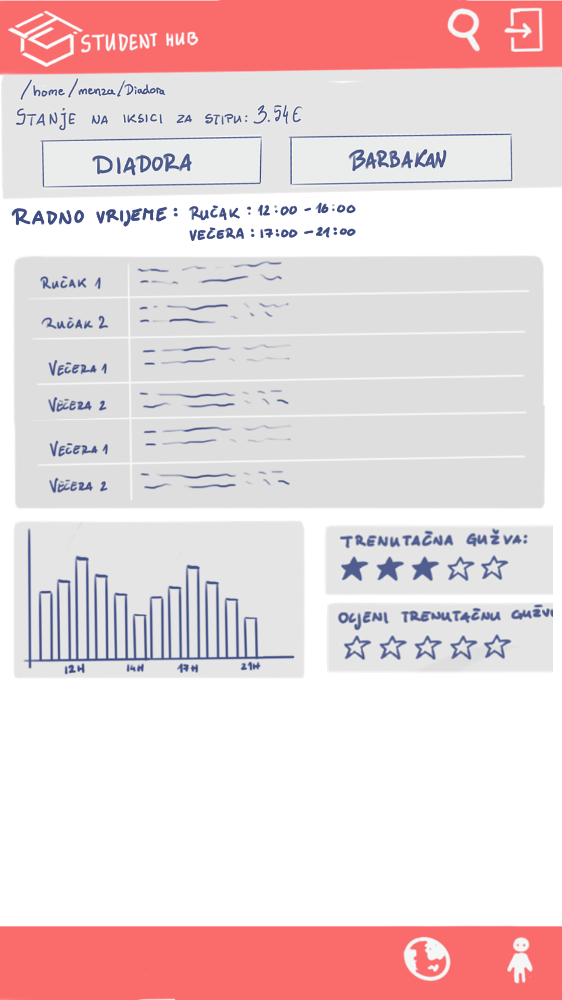 STUDENT HUB
/home/menza/Diadora
STANJE NA IKSICI ZA STIPU: 3.54€
DIADORA
BARBAKAN
RADNO VRIJEME: RUČAK: 12:00 - 16:00
VEČERA: 17:00 - 21:00
RUČAK 1
RUČAK 2
VEČERA 1
VEČERA 2
VEČERA 1
VEČERA 2
12H 14H 17H 21H
TRENUTAČNA GUŽVA:
OCJENI TRENUTAČNU GUŽVU